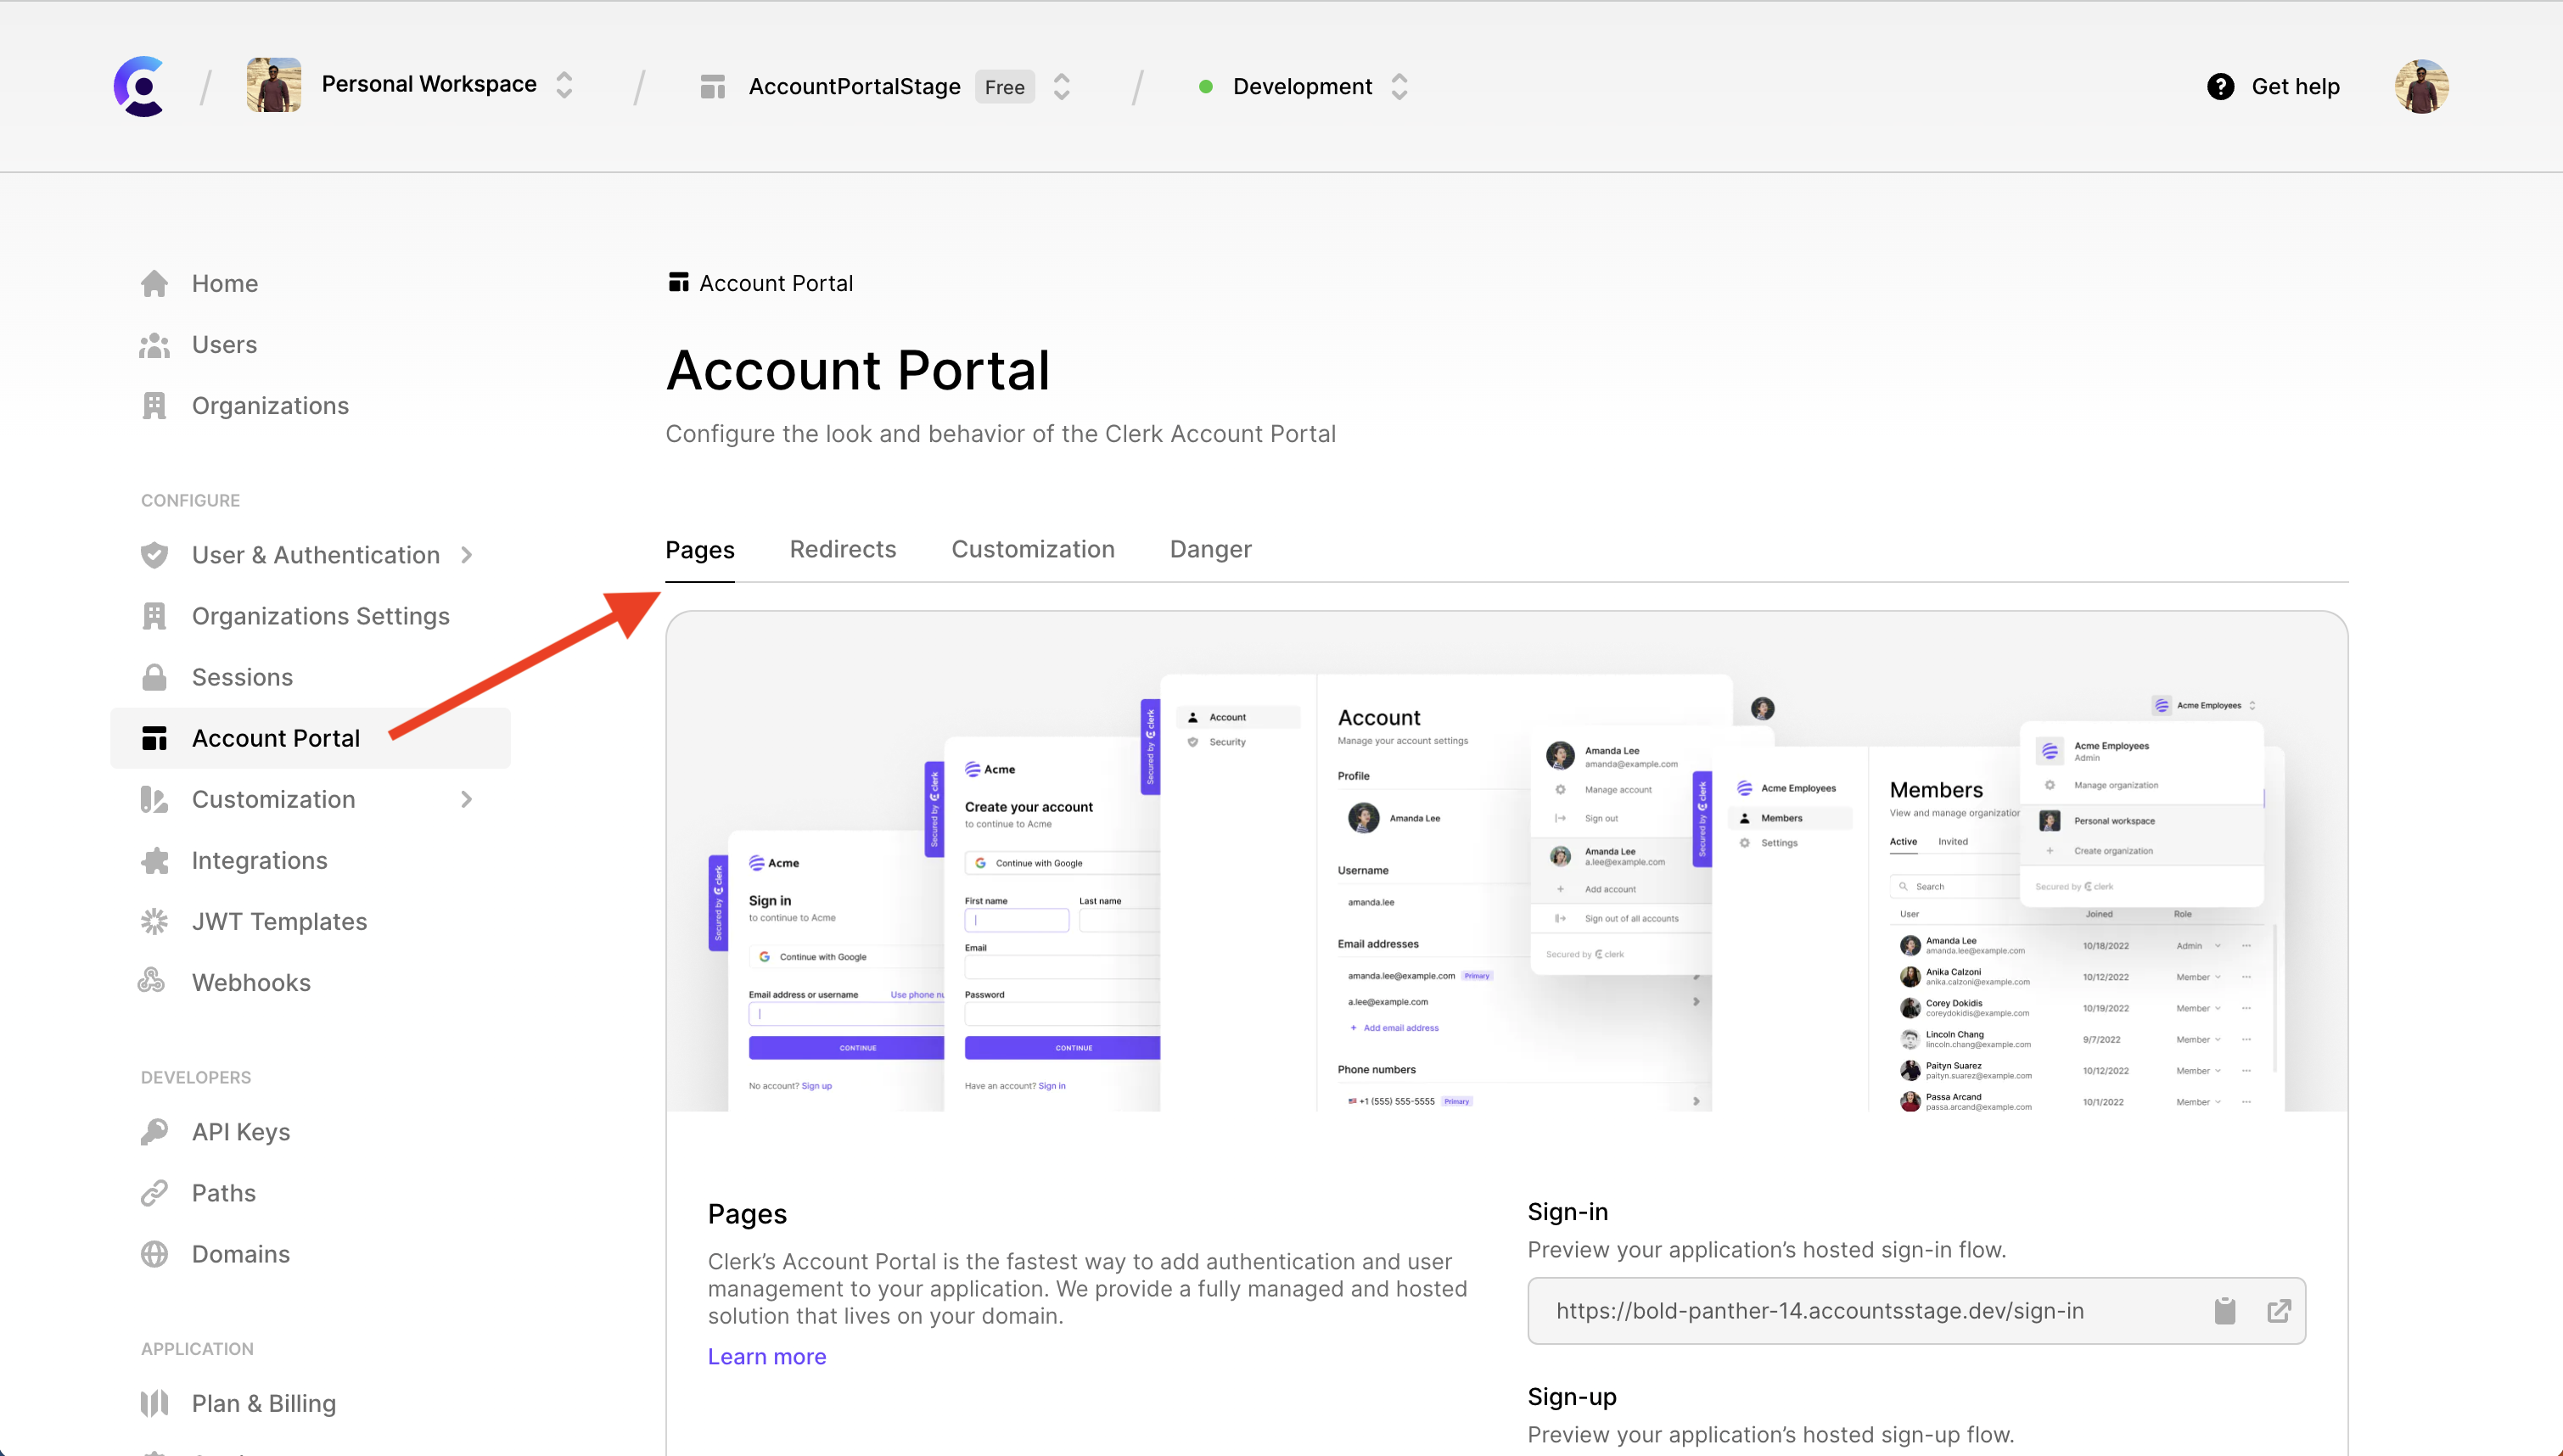 Personal Workspace
AccountPortalStage Free
Development
Get help
Home
Users
Organizations
CONFIGURE
User & Authentication
Organizations Settings
Sessions
Account Portal
Customization
Integrations
JWT Templates
Webhooks
DEVELOPERS
API Keys
Paths
Domains
APPLICATION
Plan & Billing
Account Portal
Account Portal
Configure the look and behavior of the Clerk Account Portal
Pages Redirects Customization Danger
Secured by clerk
Acme
Sign in
to continue to Acme
Continue with Google
Email address or username
Use phone nu
CONTINUE
No account? Sign up
Secured by clerk
Acme
Create your account
to continue to Acme
Continue with Google
First name Last name
Email
Password
CONTINUE
Have an account? Sign in
Secured by clerk
Account
Security
Account
Manage your account settings
Profile
Amanda Lee
Username
amanda.lee
Email addresses
amanda.lee@example.com Primary
a.lee@example.com
+ Add email address
Phone numbers
+1 (555) 555-5555 Primary
Amanda Lee
amanda@example.com
Manage account
Sign out
Amanda Lee
a.lee@example.com
+ Add account
Sign out of all accounts
Secured by clerk
Secured by clerk
Acme Employees
Members
Settings
Members
View and manage organization
Active Invited
Search
User Joined Role
Amanda Lee
amanda.lee@example.com
10/18/2022 Admin
Anika Calzoni
anika.calzoni@example.com
10/12/2022 Member
Corey Dokidis
coreydokidis@example.com
10/19/2022 Member
Lincoln Chang
lincoln.chang@example.com
9/7/2022 Member
Paityn Suarez
paityn.suarez@example.com
10/12/2022 Member
Passa Arcand
passa.arcand@example.com
10/1/2022 Member
Acme Employees
Acme Employees
Admin
Manage organization
Personal workspace
+ Create organization
Secured by clerk
Pages
Clerk’s Account Portal is the fastest way to add authentication and user
management to your application. We provide a fully managed and hosted
solution that lives on your domain.
Learn more
Sign-in
Preview your application’s hosted sign-in flow.
https://bold-panther-14.accountsstage.dev/sign-in
Sign-up
Preview your application’s hosted sign-up flow.